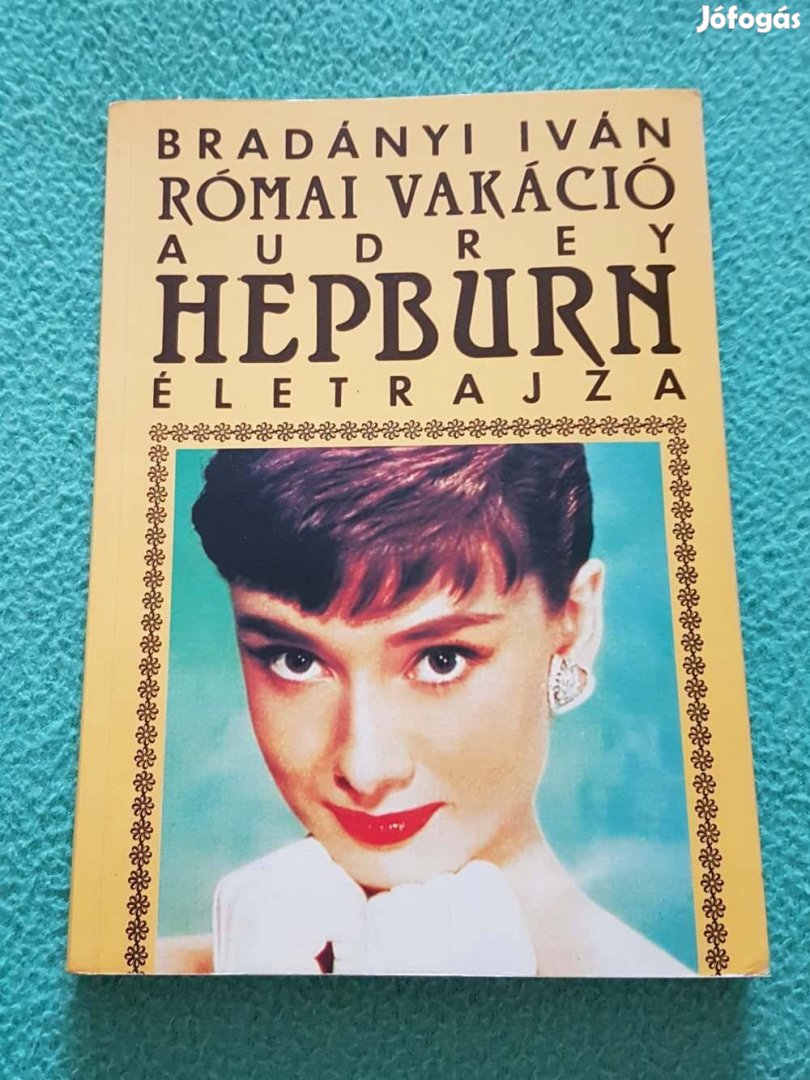 Jófogás
BRADÁNYI IVÁN
RÓMAI VAKÁCIÓ
AUDREY
HEPBURN
ÉLETRAJZA